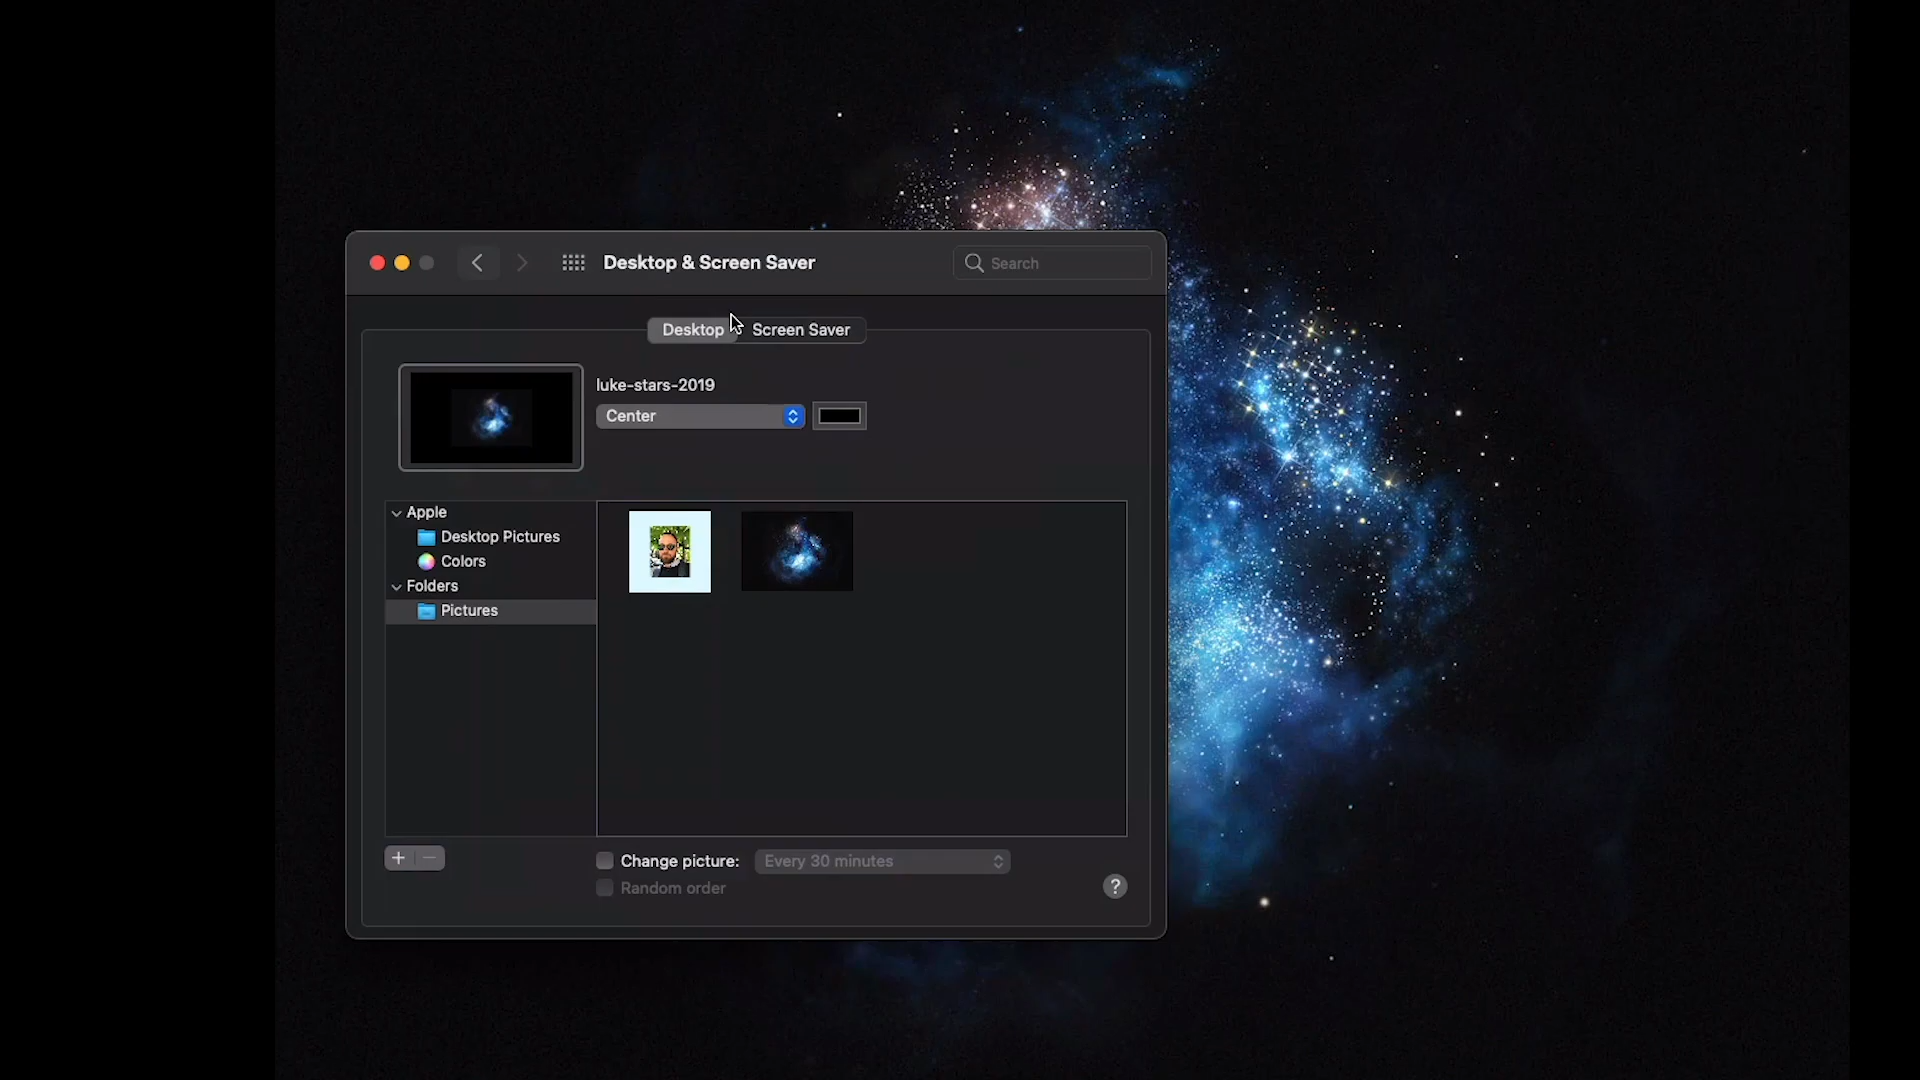 Desktop & Screen Saver
Search
Desktop
Screen Saver
luke-stars-2019
Center
Apple
Desktop Pictures
Colors
Folders
Pictures
+
−
Change picture:
Every 30 minutes
Random order
?